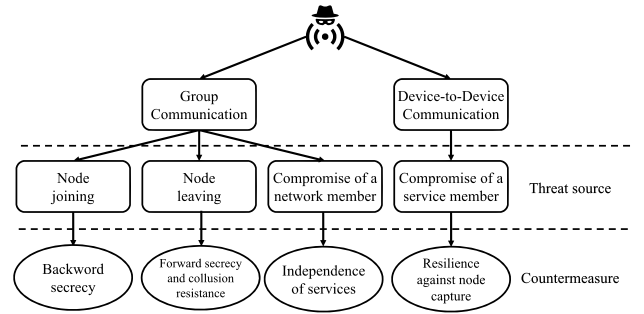 Group
Communication
Device-to-Device
Communication
Node
joining
Node
leaving
Compromise of a
network member
Compromise of a
service member
Threat source
Backword
secrecy
Forward secrecy
and collusion
resistance
Independence
of services
Resilience
against node
capture
Countermeasure